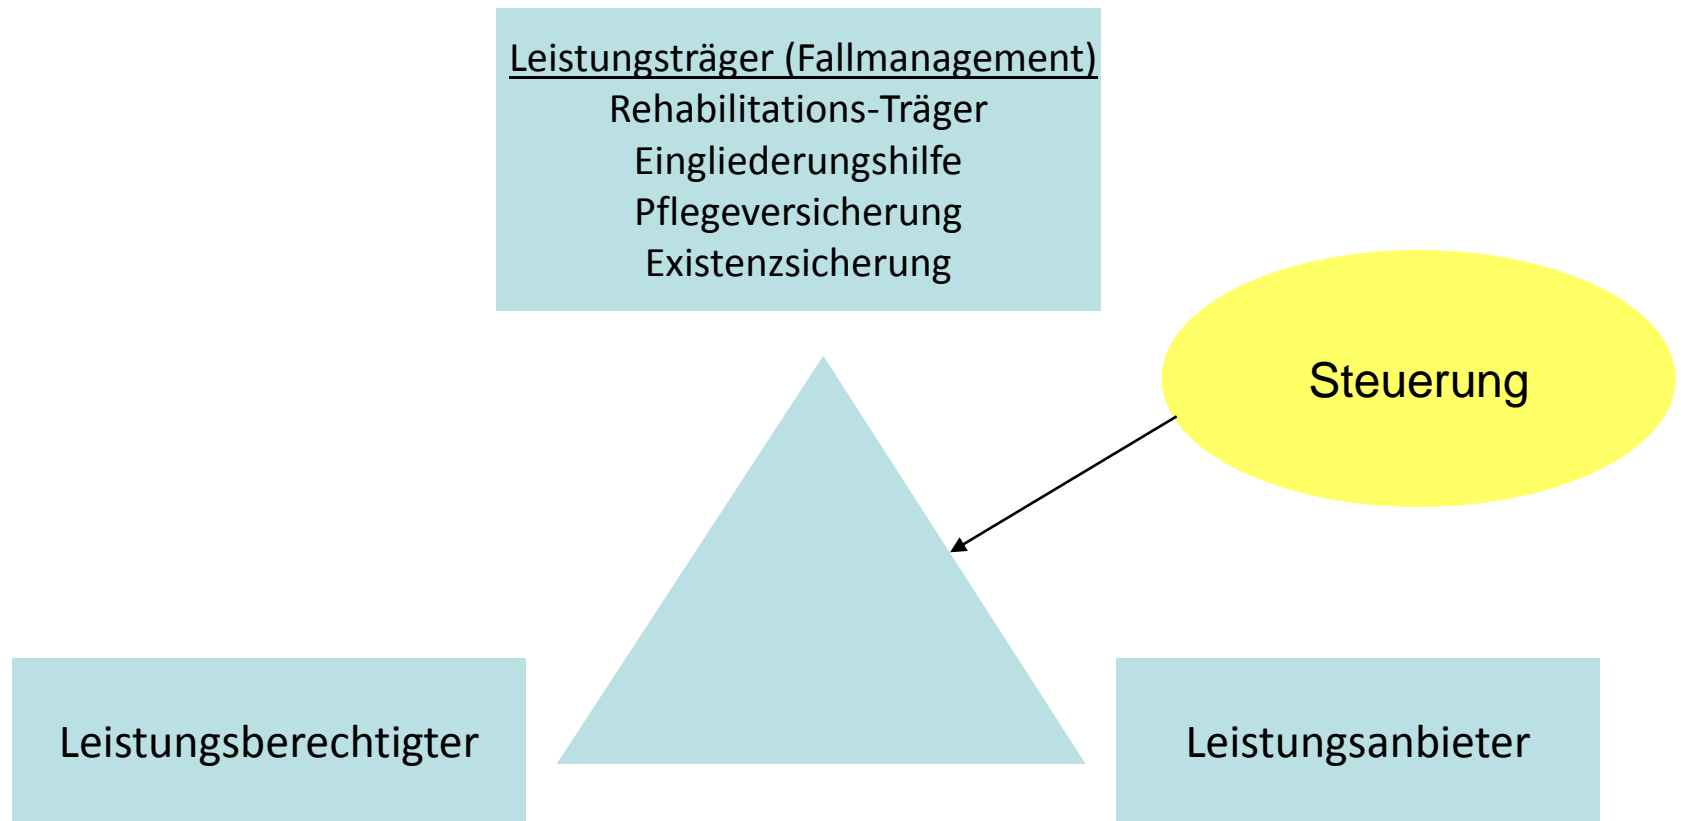 Leistungsträger (Fallmanagement)
Rehabilitations-Träger
Eingliederungshilfe
Pflegeversicherung
Existenzsicherung
Steuerung
Leistungsberechtigter
Leistungsanbieter